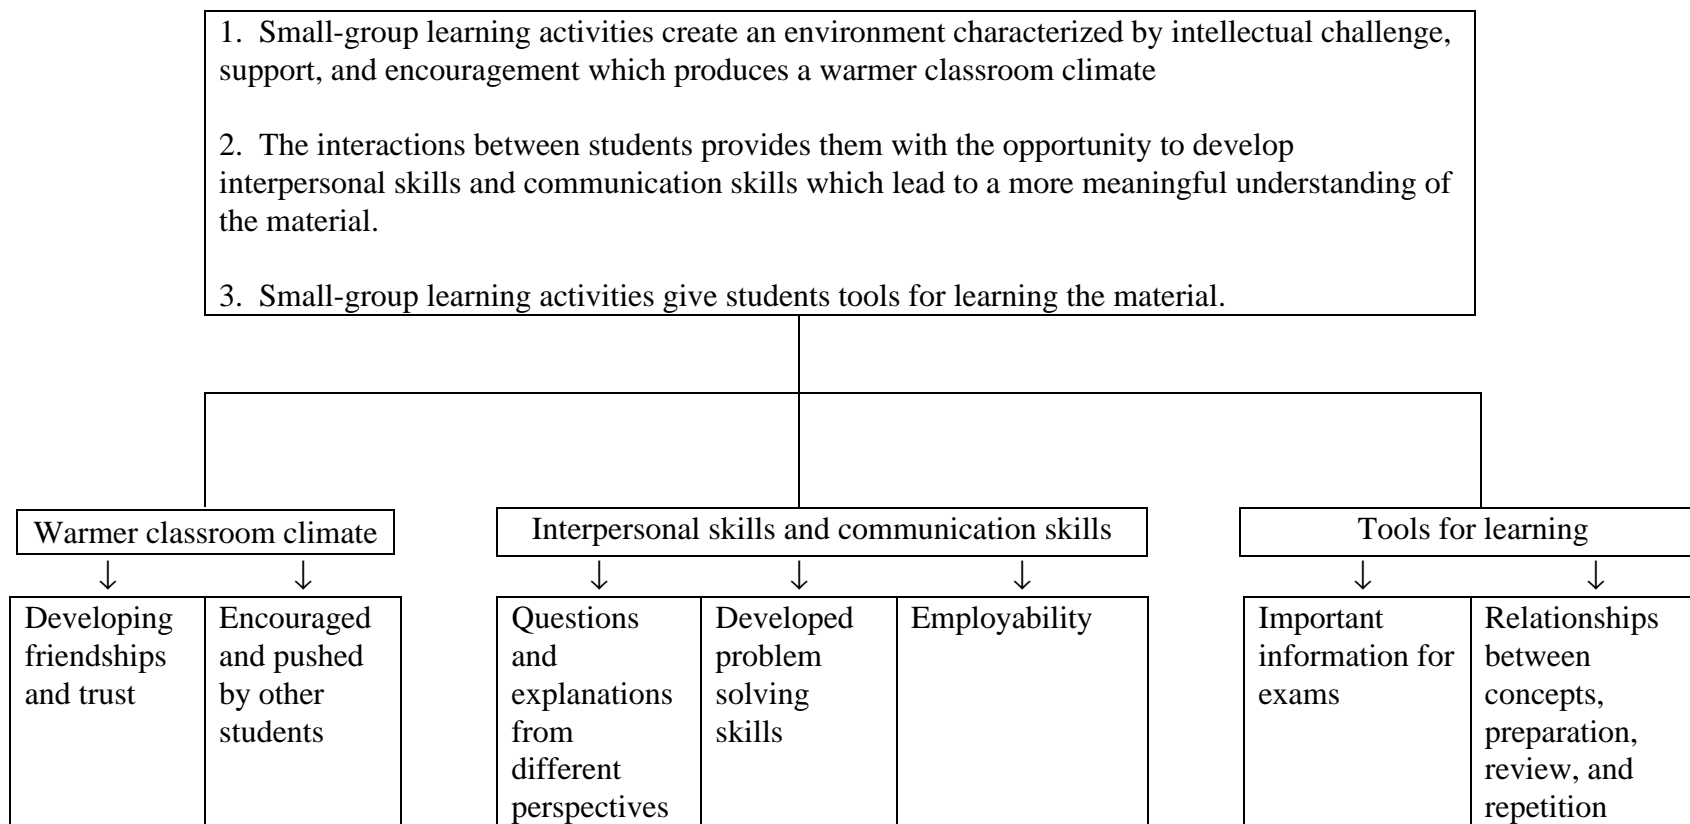 1. Small-group learning activities create an environment characterized by intellectual challenge,
support, and encouragement which produces a warmer classroom climate
2. The interactions between students provides them with the opportunity to develop
interpersonal skills and communication skills which lead to a more meaningful understanding of
the material.
3. Small-group learning activities give students tools for learning the material.
Warmer classroom climate
Interpersonal skills and communication skills
Tools for learning
↓ ↓ ↓ ↓ ↓ ↓ ↓
Developing
friendships
and trust
Encouraged
and pushed
by other
students
Questions
and
explanations
from
different
perspectives
Developed
problem
solving
skills
Employability
Important
information for
exams
Relationships
between
concepts,
preparation,
review, and
repetition